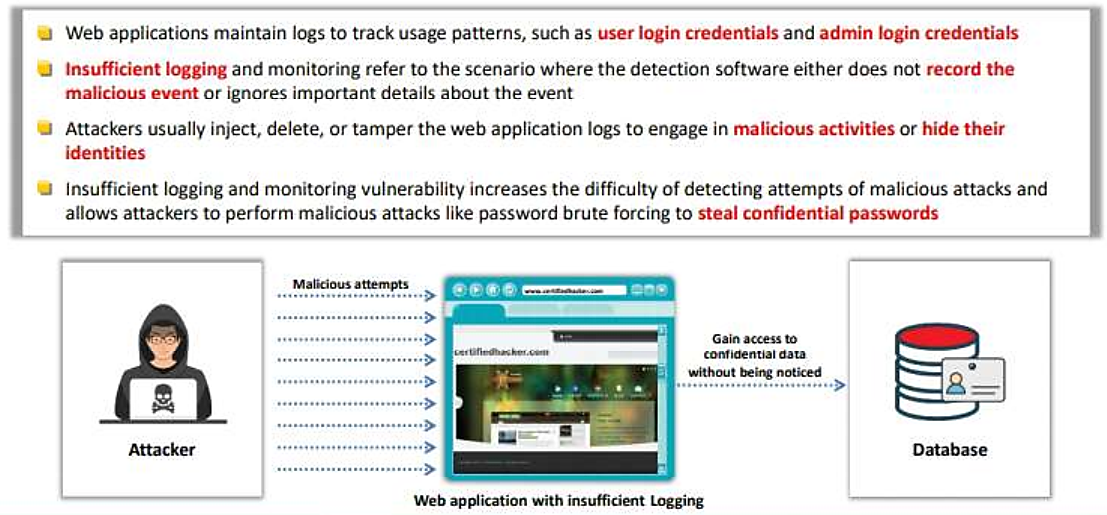 Web applications maintain logs to track usage patterns, such as user login credentials and admin login credentials
Insufficient logging and monitoring refer to the scenario where the detection software either does not record the
malicious event or ignores important details about the event
Attackers usually inject, delete, or tamper the web application logs to engage in malicious activities or hide their
identities
Insufficient logging and monitoring vulnerability increases the difficulty of detecting attempts of malicious attacks and
allows attackers to perform malicious attacks like password brute forcing to steal confidential passwords
Malicious attempts
www.certifiedhacker.com
certifiedhacker.com
Gain access to
confidential data
without being noticed
Attacker
Database
Web application with insufficient Logging